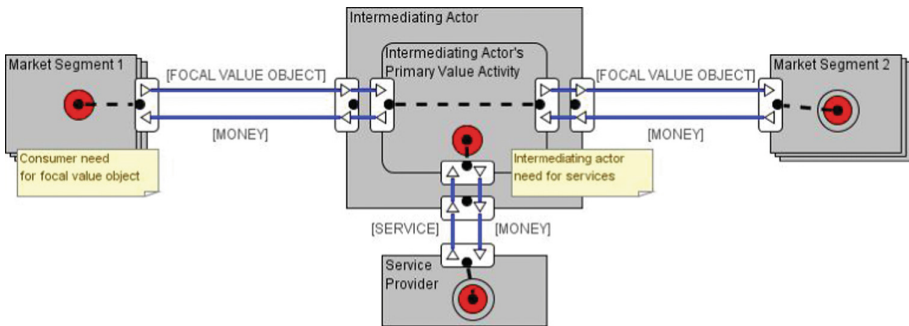 Intermediating Actor
Market Segment 1
[FOCAL VALUE OBJECT]
[MONEY]
Consumer need
for focal value object
Intermediating Actor's
Primary Value Activity
[FOCAL VALUE OBJECT]
[MONEY]
Market Segment 2
Intermediating actor
need for services
[SERVICE]
[MONEY]
Service
Provider